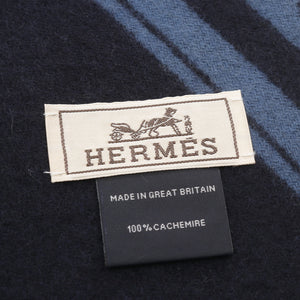 HERMES
MADE IN GREAT BRITAIN
100% CACHEMIRE